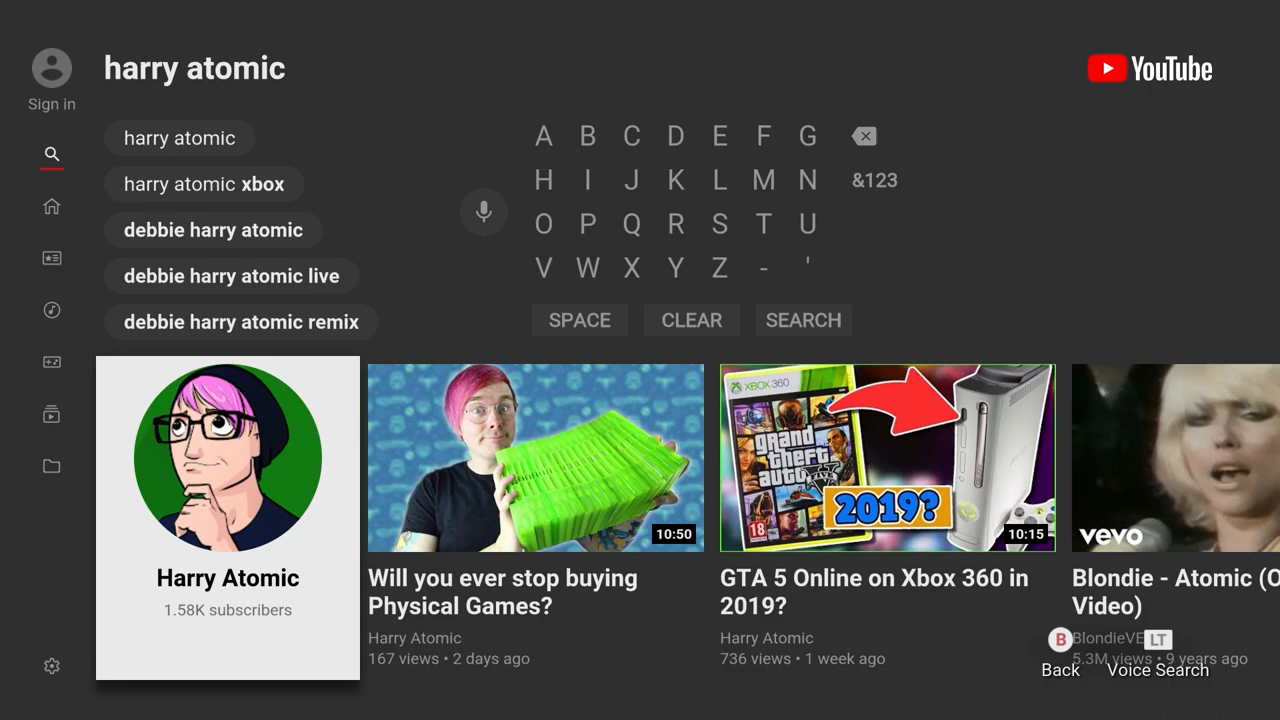 harry atomic
YouTube
Sign in
harry atomic
harry atomic xbox
debbie harry atomic
debbie harry atomic live
debbie harry atomic remix
A B C D E F G
H I J K L M N &123
O P Q R S T U
V W X Y Z - '
SPACE CLEAR SEARCH
Harry Atomic
1.58K subscribers
10:50
Will you ever stop buying
Physical Games?
Harry Atomic
167 views • 2 days ago
XBOX 360
grand
theft
auto
V
18
2019?
10:15
GTA 5 Online on Xbox 360 in
2019?
Harry Atomic
736 views • 1 week ago
vevo
Blondie - Atomic (O
Video)
BlondieVE
5.3M views • 9 years ago
B LT
Back Voice Search